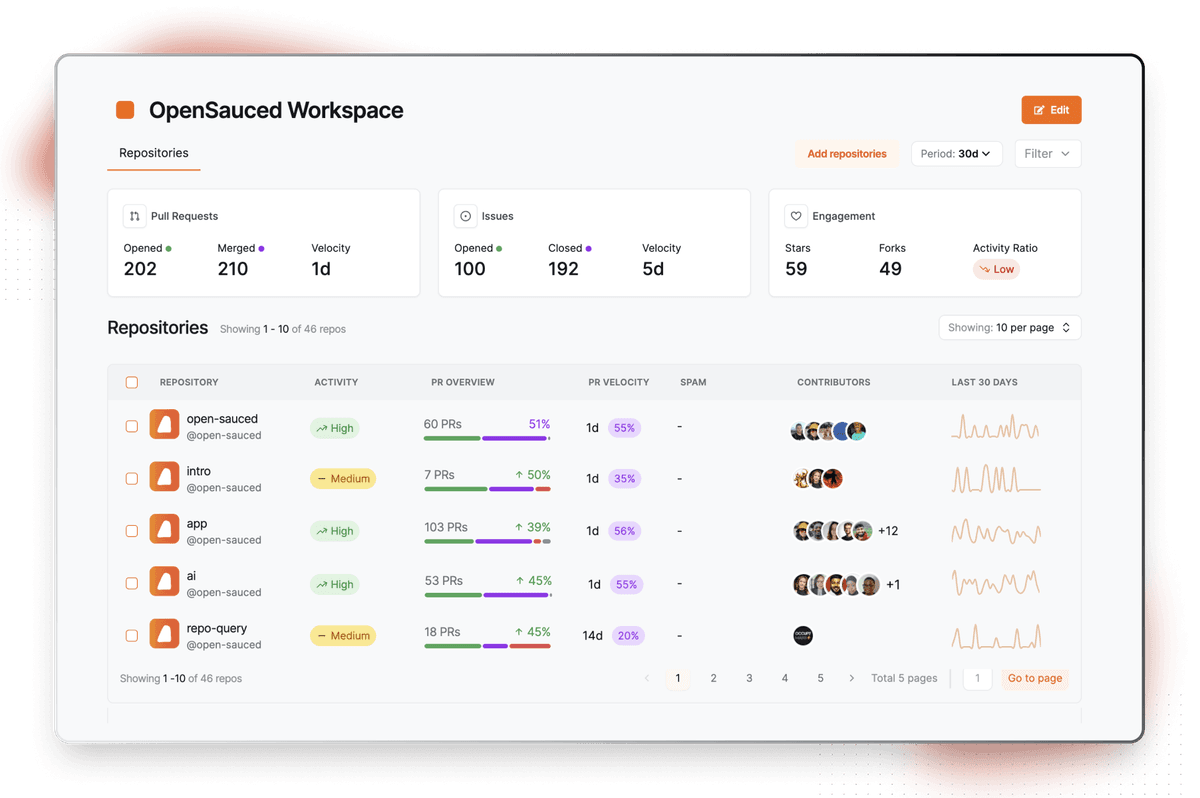 OpenSauced Workspace
Edit
Repositories
Add repositories
Period: 30d
Filter
Pull Requests
Opened
Merged
Velocity
202
210
1d
Issues
Opened
Closed
Velocity
100
192
5d
Engagement
Stars
Forks
Activity Ratio
59
49
Low
Repositories
Showing 1 - 10 of 46 repos
Showing: 10 per page
REPOSITORY ACTIVITY PR OVERVIEW PR VELOCITY SPAM CONTRIBUTORS LAST 30 DAYS
open-sauced
@open-sauced
High
60 PRs 51%
1d 55%
-
intro
@open-sauced
Medium
7 PRs ↑ 50%
1d 35%
-
app
@open-sauced
High
103 PRs ↑ 39%
1d 56%
-
+12
ai
@open-sauced
High
53 PRs ↑ 45%
1d 55%
-
+1
repo-query
@open-sauced
Medium
18 PRs ↑ 45%
14d 20%
-
Showing 1 -10 of 46 repos
1 2 3 4 5
Total 5 pages
1
Go to page